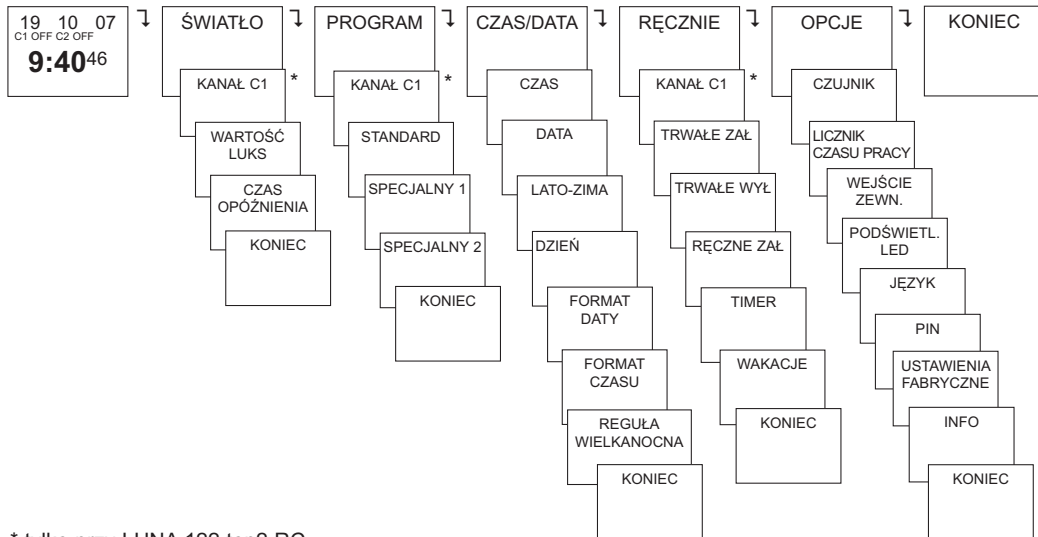 19 10 07
C1 OFF C2 OFF
9:40 46
ŚWIATŁO
KANAŁ C1 *
WARTOŚĆ
LUKS
CZAS
OPÓŹNIENIA
KONIEC
PROGRAM
KANAŁ C1 *
STANDARD
SPECJALNY 1
SPECJALNY 2
KONIEC
CZAS/DATA
CZAS
DATA
LATO-ZIMA
DZIEŃ
FORMAT
DATY
FORMAT
CZASU
REGUŁA
WIELKANOCNA
KONIEC
RĘCZNIE
KANAŁ C1 *
TRWAŁE ZAŁ
TRWAŁE WYŁ
RĘCZNE ZAŁ
TIMER
WAKACJE
KONIEC
OPCJE
CZUJNIK
LICZNIK
CZASU PRACY
WEJŚCIE
ZEWN.
PODŚWIETL.
LED
JĘZYK
PIN
USTAWIENIA
FABRYCZNE
INFO
KONIEC
KONIEC